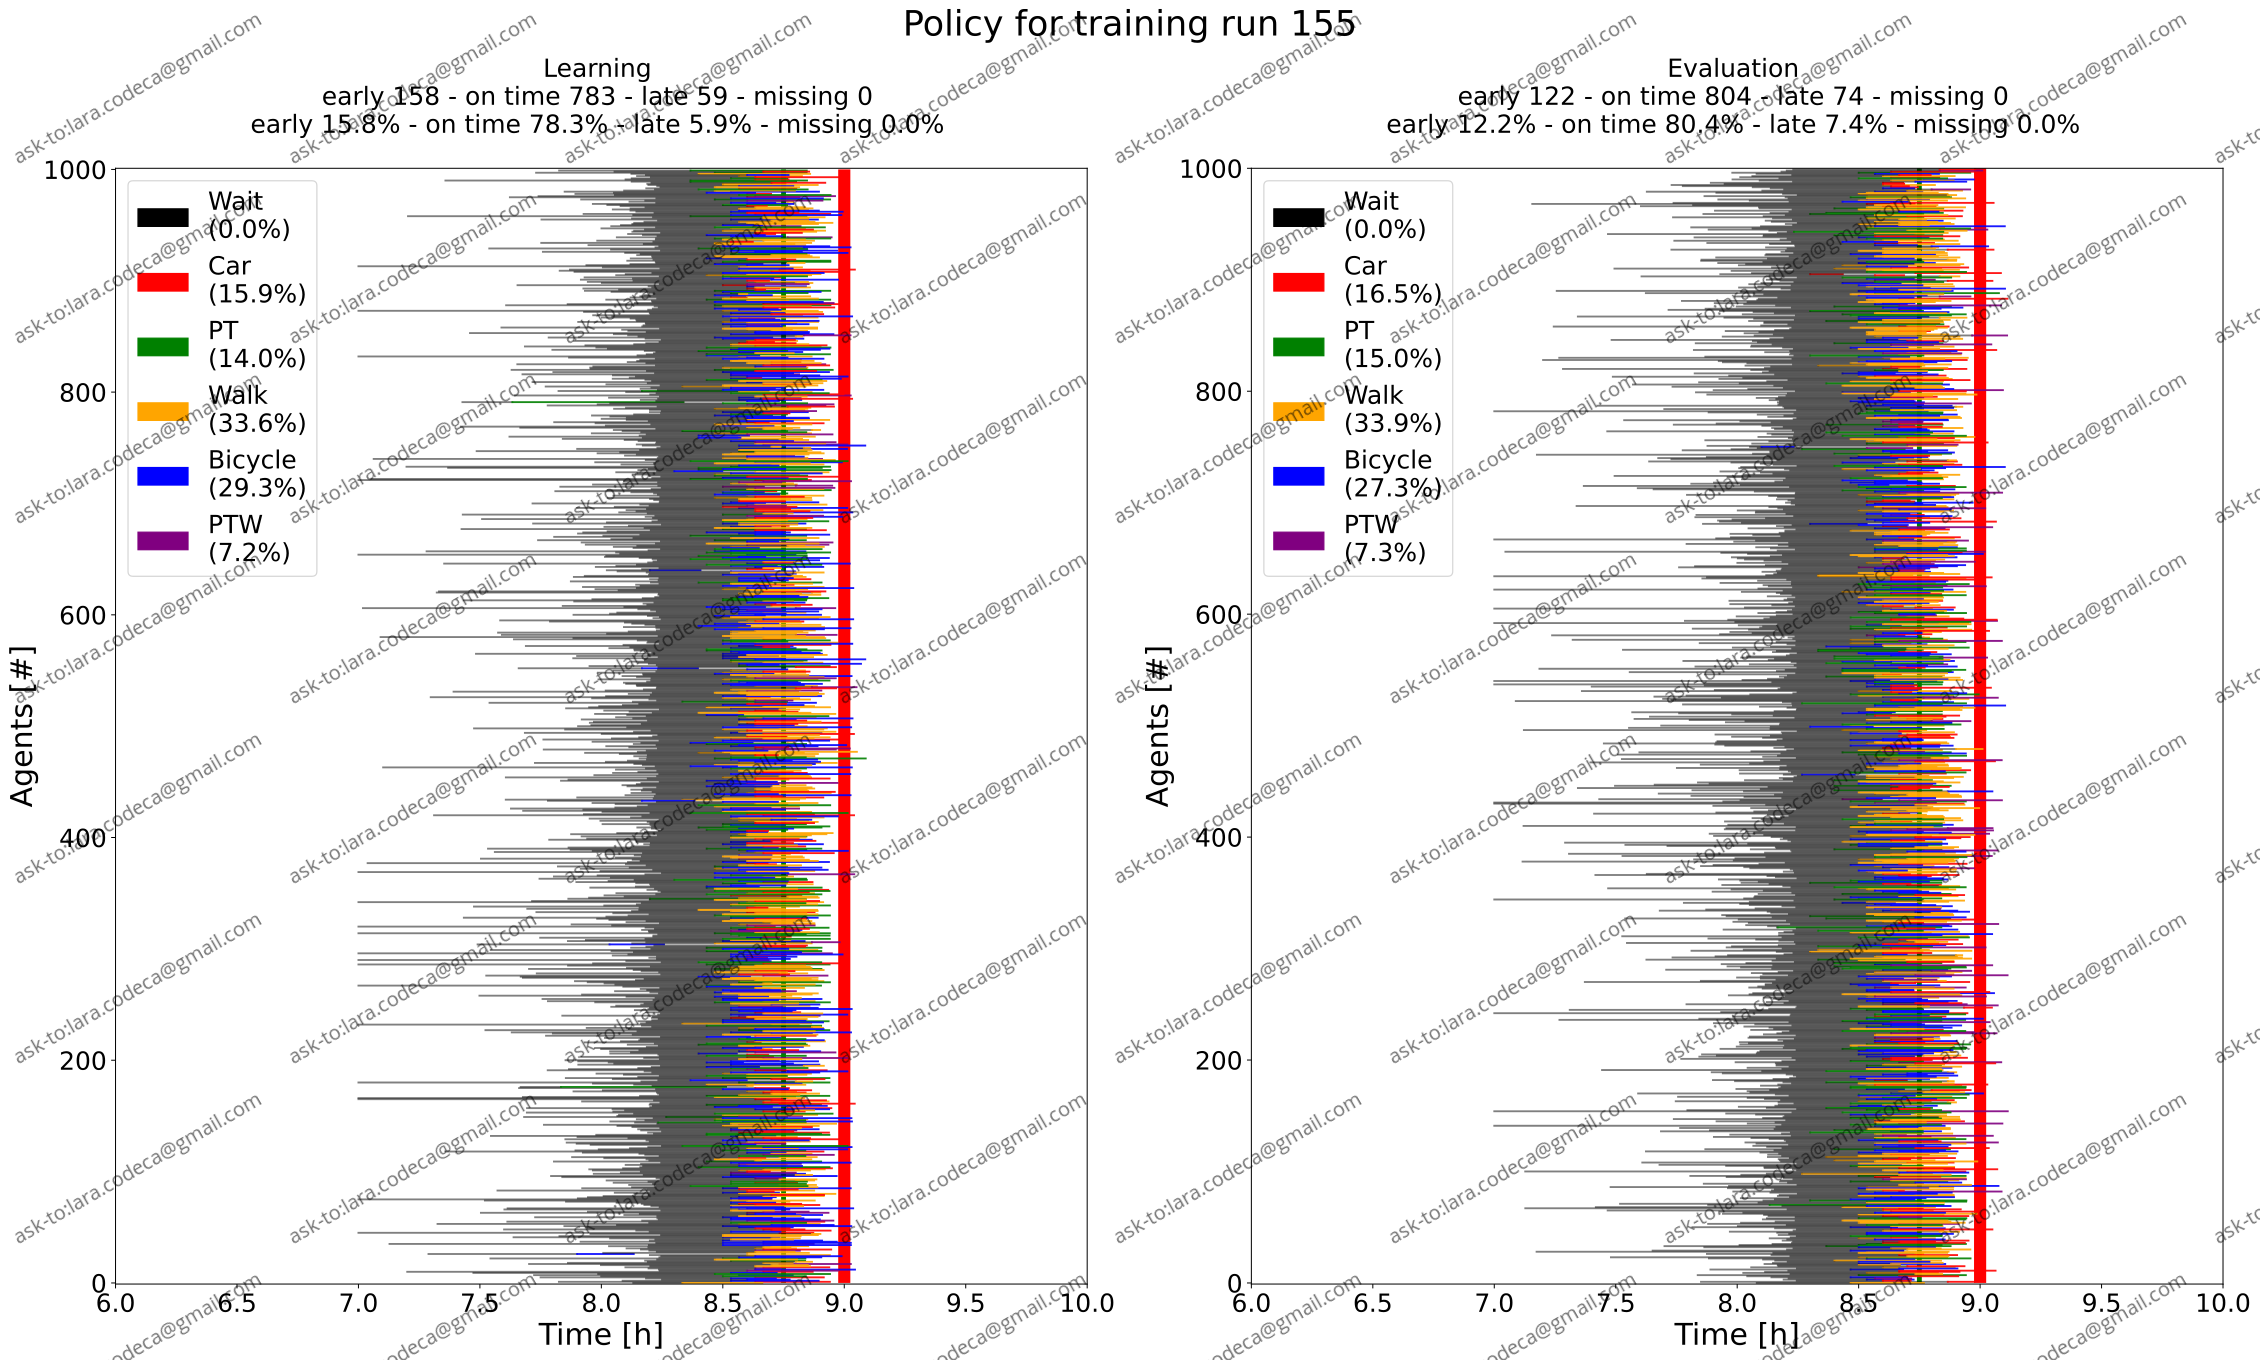 Policy for training run 155
Learning
early 158 - on time 783 - late 59 - missing 0
early 15.8% - on time 78.3% - late 5.9% - missing 0.0%
1000
800
600
400
200
0
Agents [#]
Wait
(0.0%)
Car
(15.9%)
PT
(14.0%)
Walk
(33.6%)
Bicycle
(29.3%)
PTW
(7.2%)
6.0 6.5 7.0 7.5 8.0 8.5 9.0 9.5 10.0
Time [h]
Evaluation
early 122 - on time 804 - late 74 - missing 0
early 12.2% - on time 80.4% - late 7.4% - missing 0.0%
1000
800
600
400
200
0
Agents [#]
Wait
(0.0%)
Car
(16.5%)
PT
(15.0%)
Walk
(33.9%)
Bicycle
(27.3%)
PTW
(7.3%)
6.0 6.5 7.0 7.5 8.0 8.5 9.0 9.5 10.0
Time [h]
ask-to:lara.codeca@gmail.com